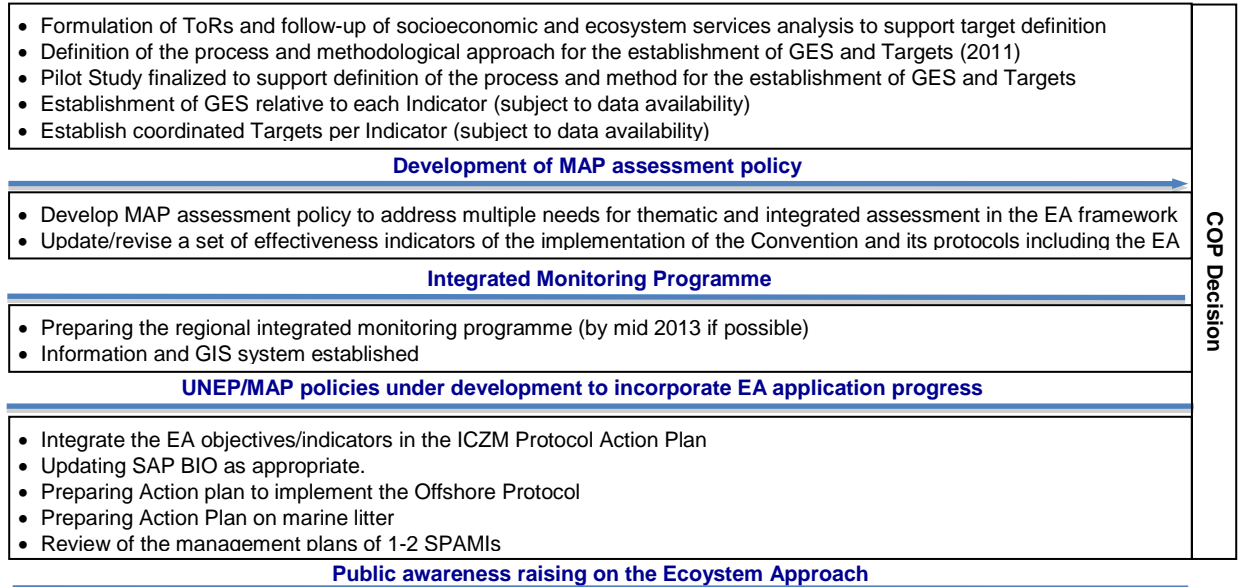 • Formulation of ToRs and follow-up of socioeconomic and ecosystem services analysis to support target definition
• Definition of the process and methodological approach for the establishment of GES and Targets (2011)
• Pilot Study finalized to support definition of the process and method for the establishment of GES and Targets
• Establishment of GES relative to each Indicator (subject to data availability)
• Establish coordinated Targets per Indicator (subject to data availability)
Development of MAP assessment policy
• Develop MAP assessment policy to address multiple needs for thematic and integrated assessment in the EA framework
• Update/revise a set of effectiveness indicators of the implementation of the Convention and its protocols including the EA
Integrated Monitoring Programme
• Preparing the regional integrated monitoring programme (by mid 2013 if possible)
• Information and GIS system established
UNEP/MAP policies under development to incorporate EA application progress
• Integrate the EA objectives/indicators in the ICZM Protocol Action Plan
• Updating SAP BIO as appropriate.
• Preparing Action plan to implement the Offshore Protocol
• Preparing Action Plan on marine litter
• Review of the management plans of 1-2 SPAMIs
Public awareness raising on the Ecoystem Approach
COP Decision